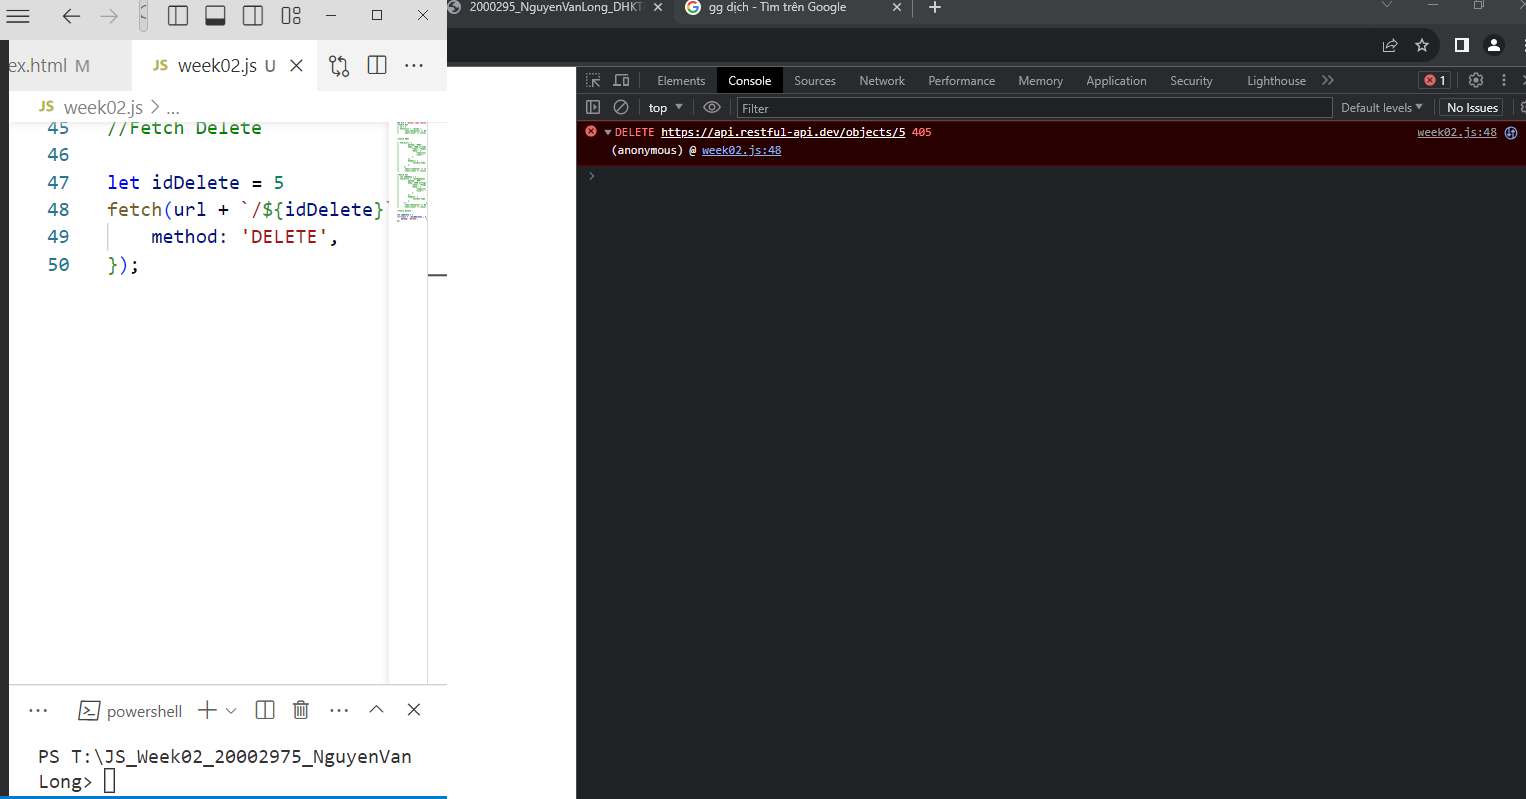 ex.html M
JS week02.js U
JS week02.js > ...
45 //Fetch Delete
46
47 let idDelete = 5
48 fetch(url + `/${idDelete}`
49 method: 'DELETE',
50 });
powershell
PS T:\JS_Week02_20002975_NguyenVan
Long>
2000295_NguyenVanLong_DHKT
gg dịch - Tìm trên Google
Elements Console Sources Network Performance Memory Application Security Lighthouse 1
top Filter Default levels No Issues
DELETE https://api.restful-api.dev/objects/5 405 week02.js:48
(anonymous) @ week02.js:48